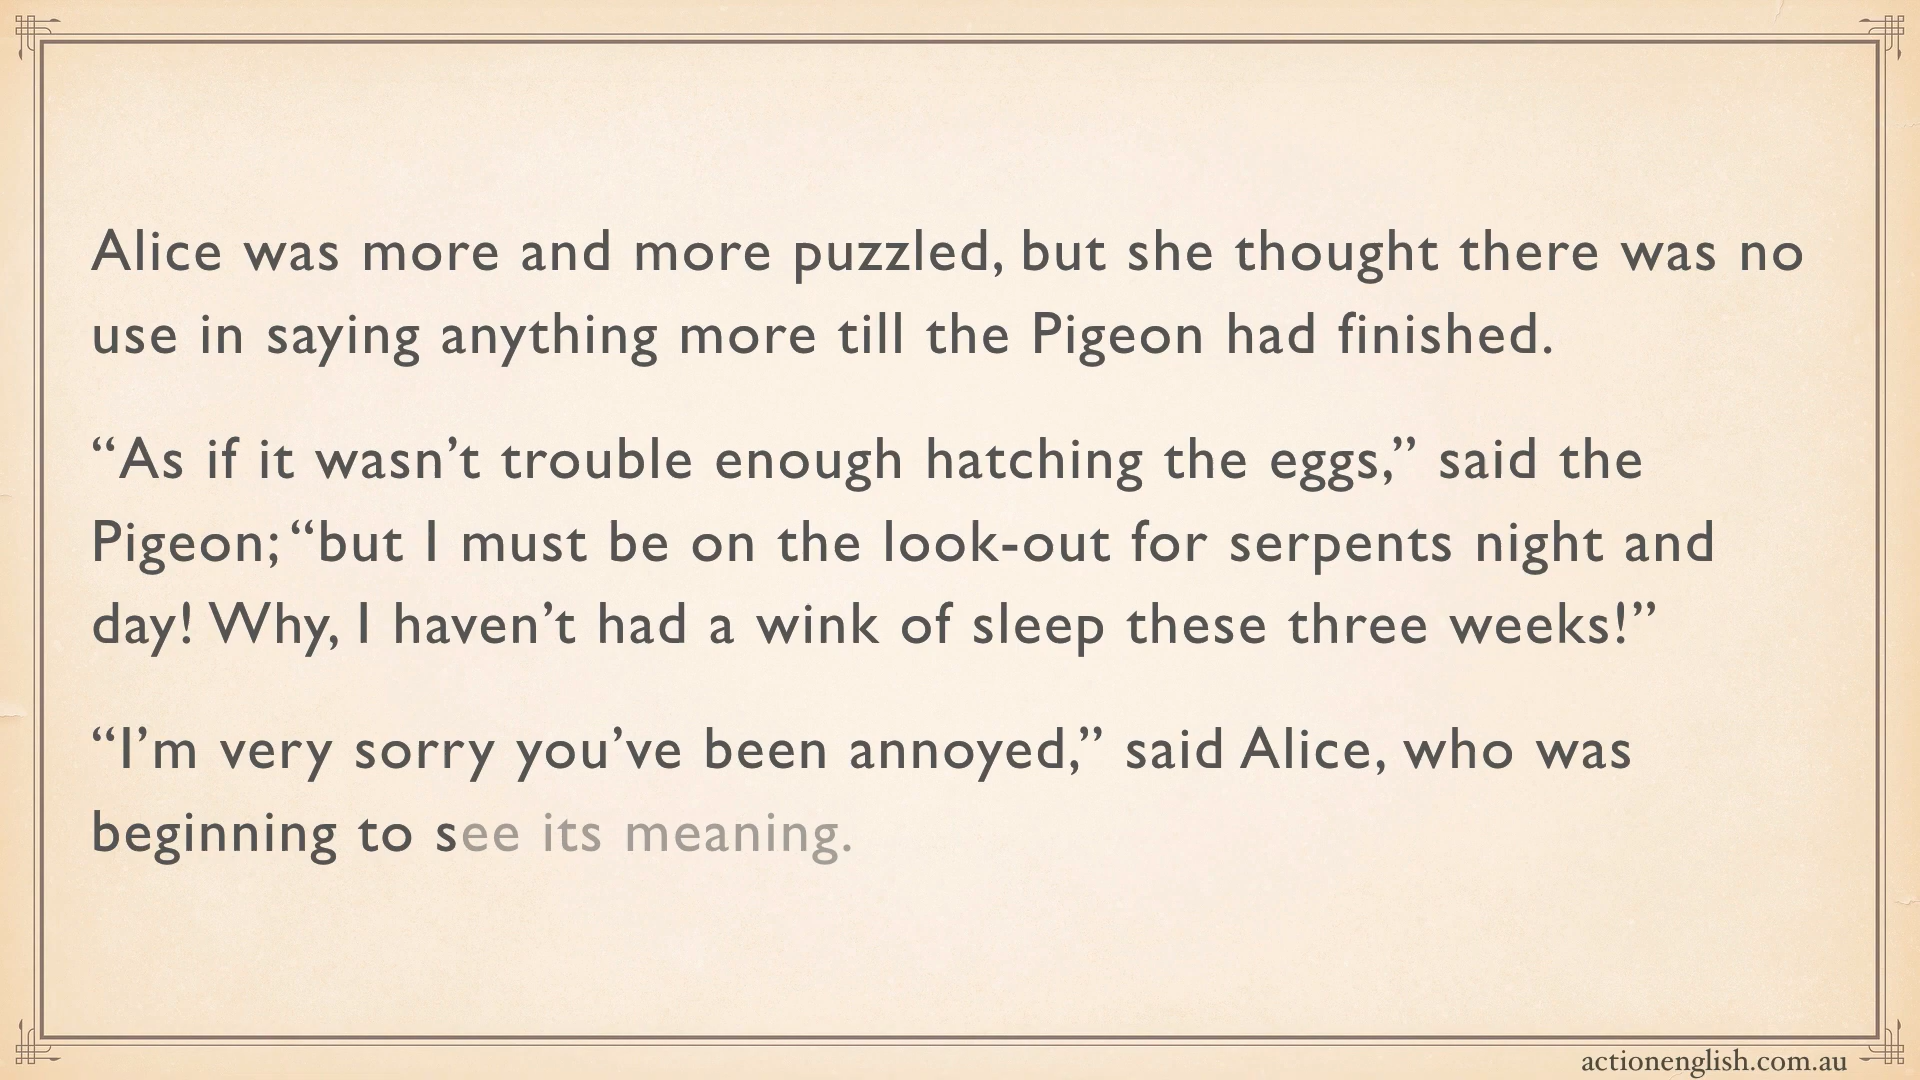 Alice was more and more puzzled, but she thought there was no
use in saying anything more till the Pigeon had finished.
“As if it wasn’t trouble enough hatching the eggs,” said the
Pigeon; “but I must be on the look-out for serpents night and
day! Why, I haven’t had a wink of sleep these three weeks!”
“I’m very sorry you’ve been annoyed,” said Alice, who was
beginning to see its meaning.
actionenglish.com.au